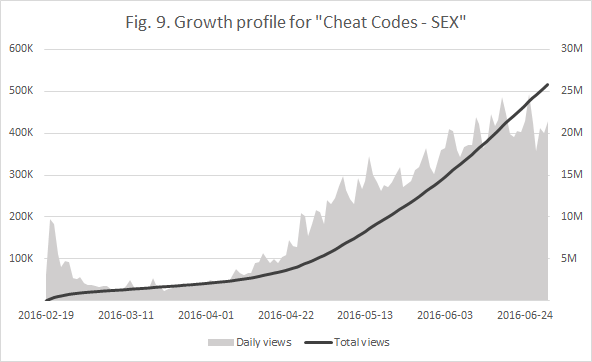 Fig. 9. Growth profile for "Cheat Codes - SEX"
600K 30M
500K 25M
400K 20M
300K 15M
200K 10M
100K 5M
2016-02-19 2016-03-11 2016-04-01 2016-04-22 2016-05-13 2016-06-03 2016-06-24
Daily views Total views